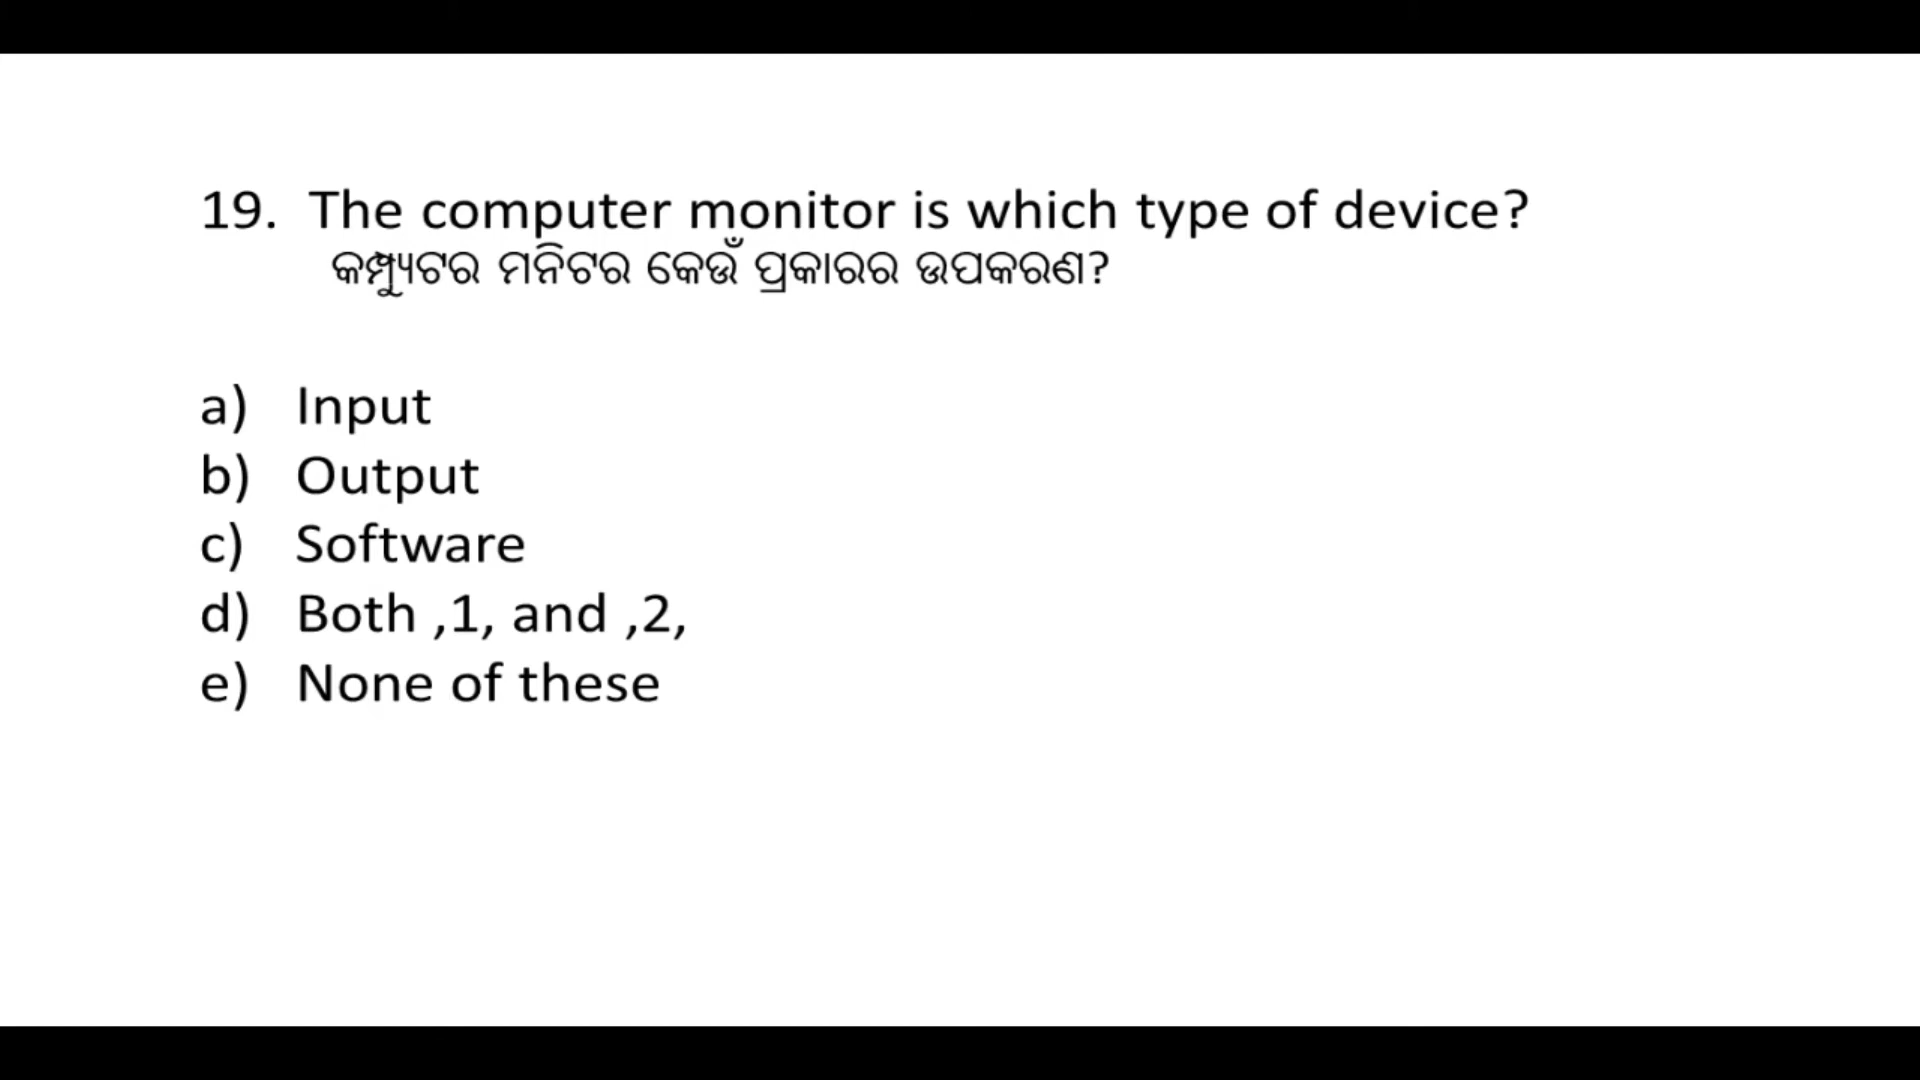 19. The computer monitor is which type of device?
କମ୍ପ୍ୟୁଟର ମନିଟର କେଉଁ ପ୍ରକାରର ଉପକରଣ?
a) Input
b) Output
c) Software
d) Both ,1, and ,2,
e) None of these